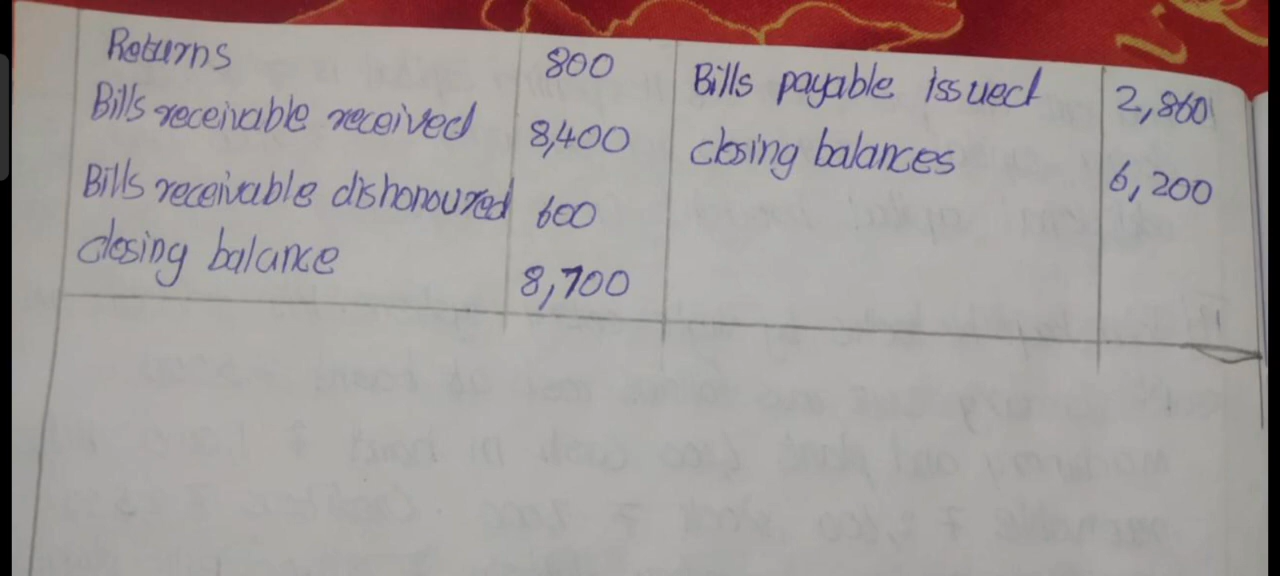 Returns 800 Bills payable issued 2,860
Bills receivable received 8,400 closing balances 6,200
Bills receivable dishonoured 600
closing balance 8,700